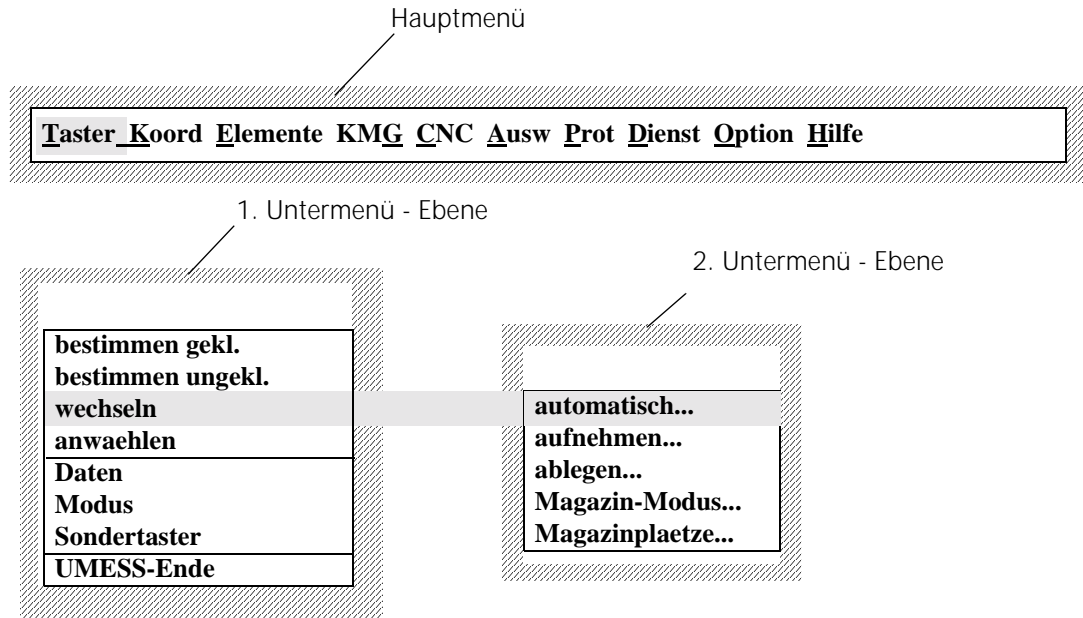 Hauptmenü
Taster Koord Elemente KMG CNC Ausw Prot Dienst Option Hilfe
1. Untermenü - Ebene
2. Untermenü - Ebene
bestimmen gekl.
bestimmen ungekl.
wechseln
anwaehlen
Daten
Modus
Sondertaster
UMESS-Ende
automatisch...
aufnehmen...
ablegen...
Magazin-Modus...
Magazinplaetze...